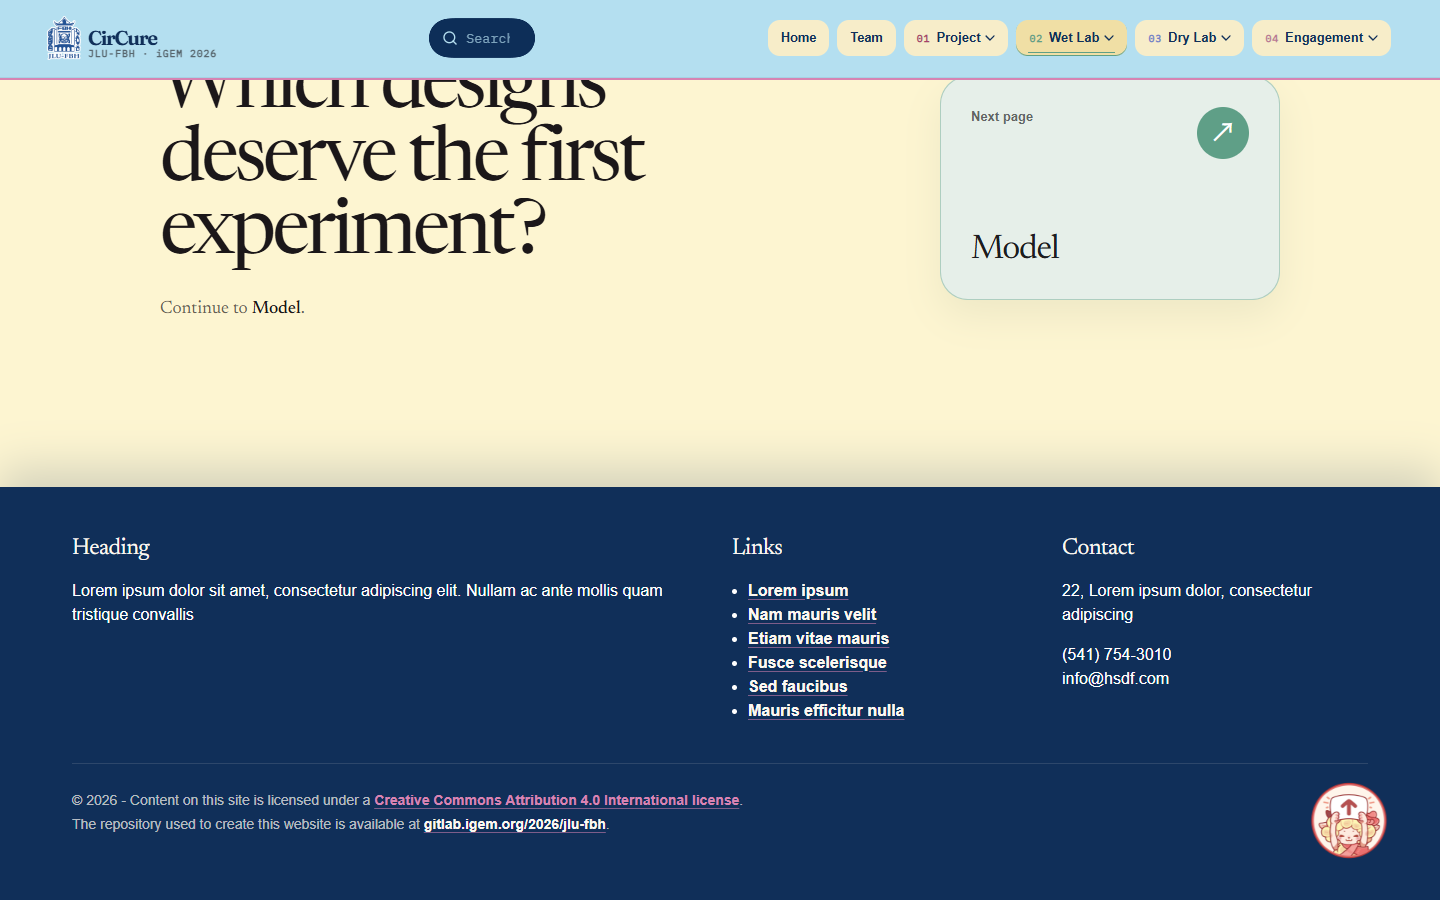 CirCure
JLU-FBH · iGEM 2026
JLU-FBH
Search
Home
Team
01 Project
02 Wet Lab
03 Dry Lab
04 Engagement
Which designs
deserve the first
experiment?
Continue to Model.
Next page
Model
Heading
Lorem ipsum dolor sit amet, consectetur adipiscing elit. Nullam ac ante mollis quam
tristique convallis
Links
Lorem ipsum
Nam mauris velit
Etiam vitae mauris
Fusce scelerisque
Sed faucibus
Mauris efficitur nulla
Contact
22, Lorem ipsum dolor, consectetur
adipiscing
(541) 754-3010
info@hsdf.com
© 2026 - Content on this site is licensed under a Creative Commons Attribution 4.0 International license.
The repository used to create this website is available at gitlab.igem.org/2026/jlu-fbh.